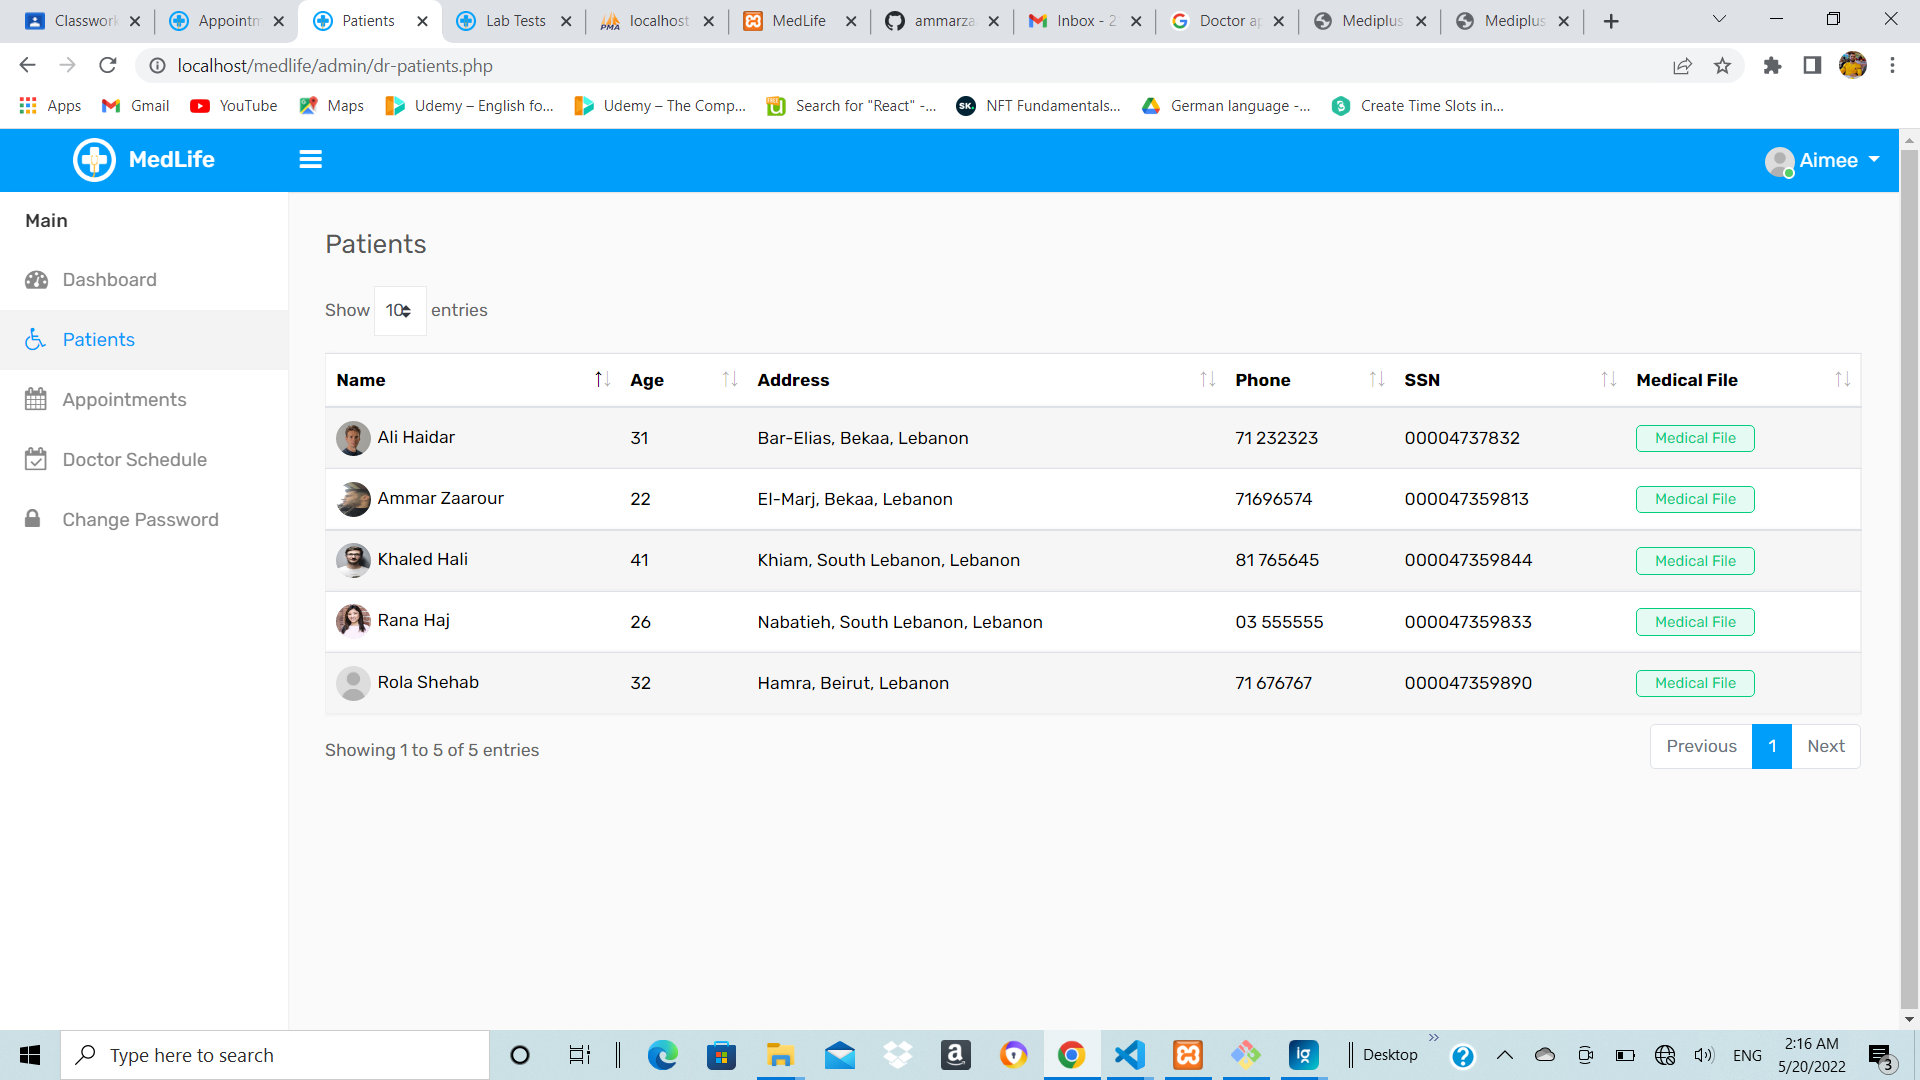 Classwork Appointm Patients Lab Tests localhost MedLife ammarza Inbox - 2 Doctor ap Mediplus Mediplus
localhost/medlife/admin/dr-patients.php
Apps Gmail YouTube Maps Udemy – English fo... Udemy – The Comp... Search for "React" -... NFT Fundamentals... German language -... Create Time Slots in...
MedLife Aimee
Main
Dashboard
Patients
Appointments
Doctor Schedule
Change Password
Patients
Show 10 entries
Name Age Address Phone SSN Medical File
Ali Haidar 31 Bar-Elias, Bekaa, Lebanon 71 232323 00004737832 Medical File
Ammar Zaarour 22 El-Marj, Bekaa, Lebanon 71696574 000047359813 Medical File
Khaled Hali 41 Khiam, South Lebanon, Lebanon 81 765645 000047359844 Medical File
Rana Haj 26 Nabatieh, South Lebanon, Lebanon 03 555555 000047359833 Medical File
Rola Shehab 32 Hamra, Beirut, Lebanon 71 676767 000047359890 Medical File
Showing 1 to 5 of 5 entries
Previous 1 Next
Type here to search
Desktop
ENG
2:16 AM
5/20/2022
3